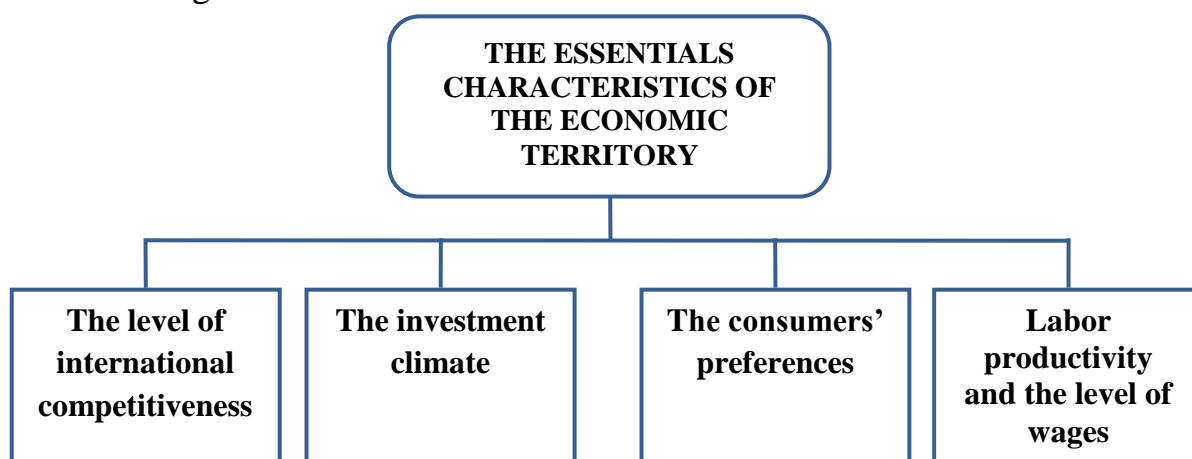 THE ESSENTIALS
CHARACTERISTICS OF
THE ECONOMIC
TERRITORY
The level of
international
competitiveness
The investment
climate
The consumers’
preferences
Labor
productivity
and the level of
wages